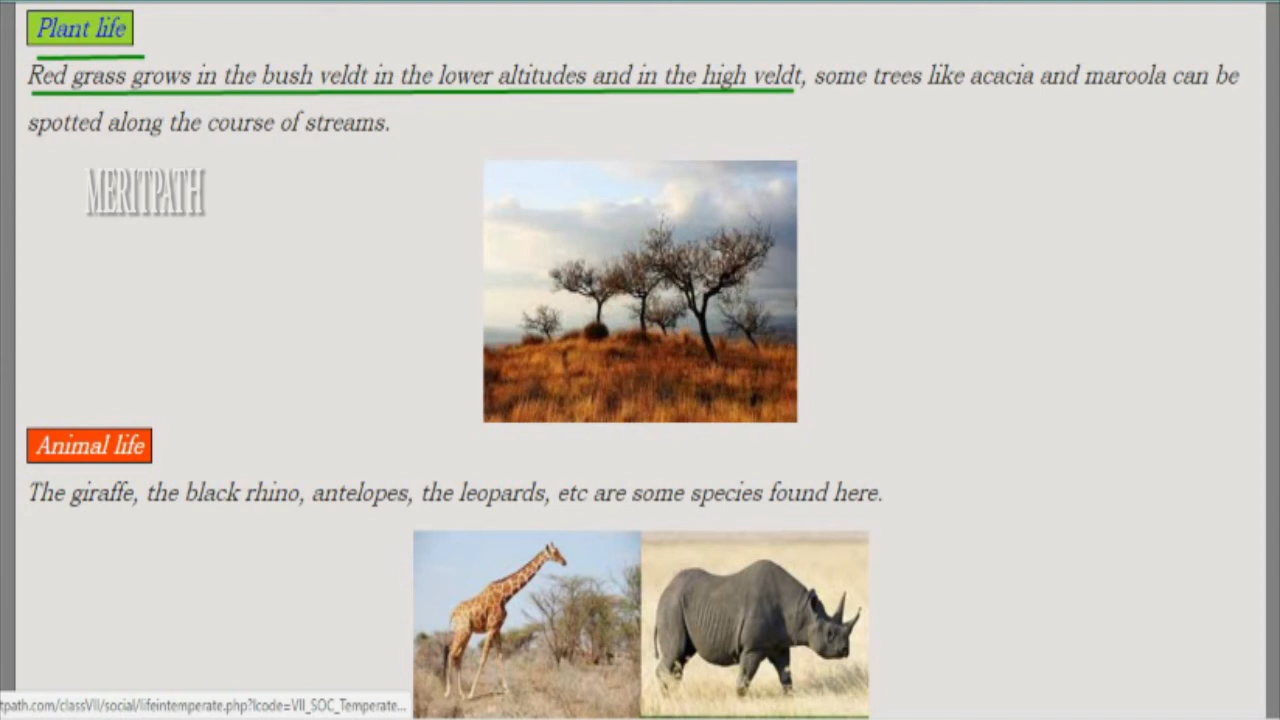 Plant life
Red grass grows in the bush veldt in the lower altitudes and in the high veldt, some trees like acacia and maroola can be
spotted along the course of streams.
MERITPATH
Animal life
The giraffe, the black rhino, antelopes, the leopards, etc are some species found here.
tpath.com/classVII/social/lifeintemperate.php?lcode=VII_SOC_Temperate...